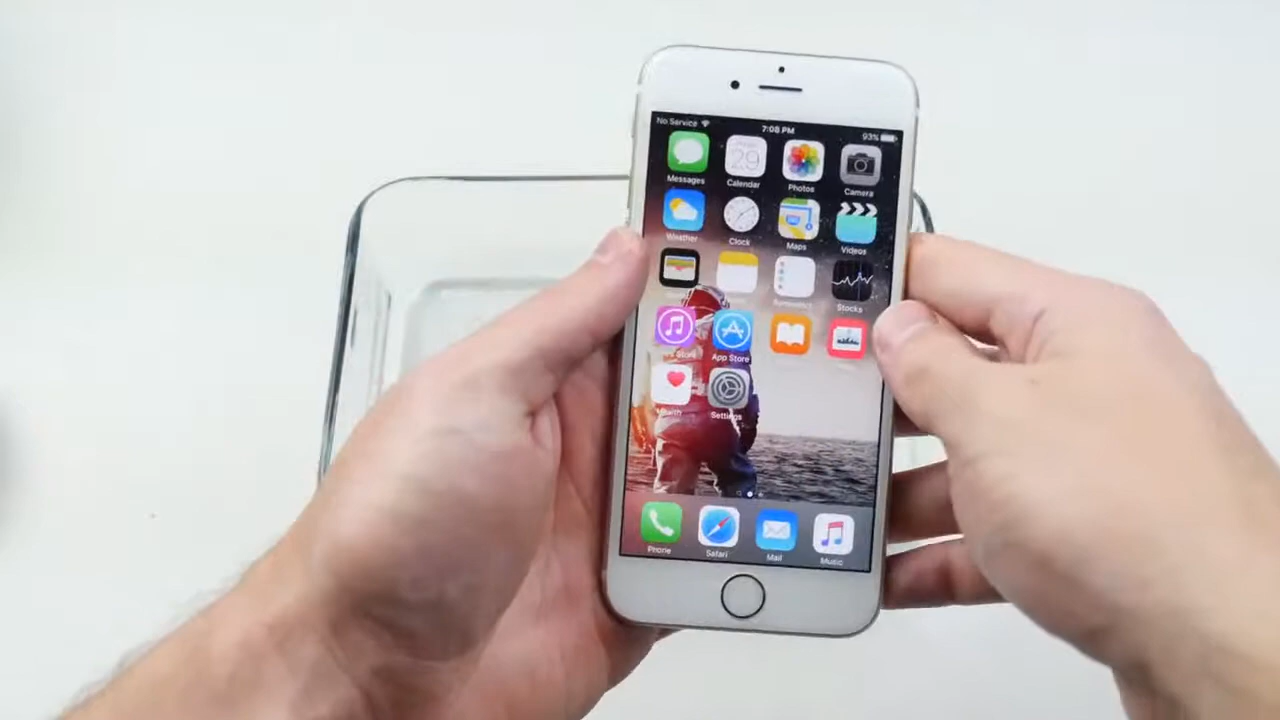 No Service 7:08 PM 93%
Messages Calendar Photos Camera
29
Weather Clock Maps Videos
Stocks
App Store
Health Settings
Phone Safari Mail Music